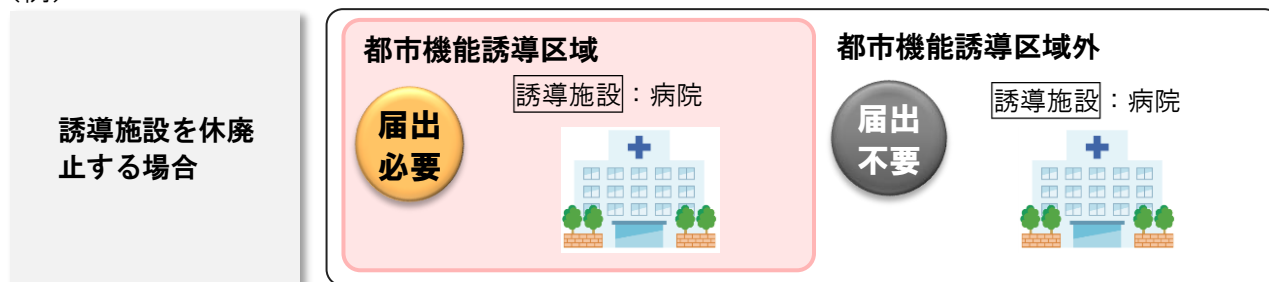 (例)
誘導施設を休廃
止する場合
都市機能誘導区域
誘導施設：病院
届出
必要
都市機能誘導区域外
誘導施設：病院
届出
不要